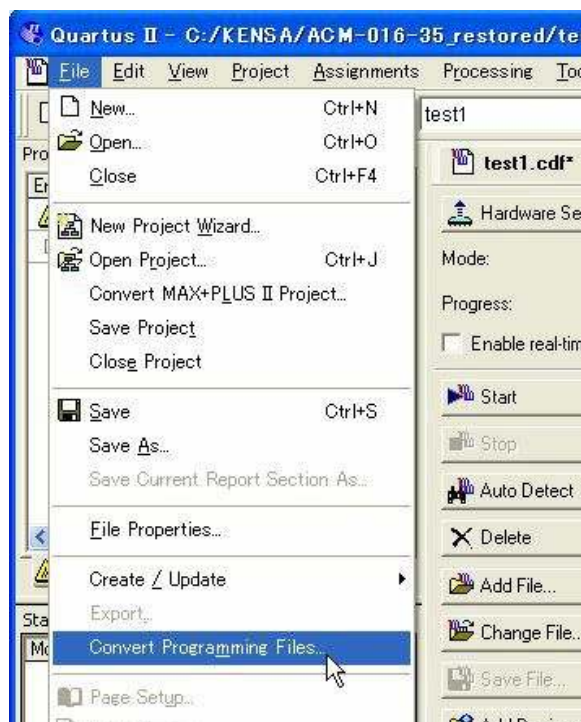 Quartus II - C:/KENSA/ACM-016-35_restored/te
File Edit View Project Assignments Processing Too
New... Ctrl+N
Open... Ctrl+O
Close Ctrl+F4
New Project Wizard...
Open Project... Ctrl+J
Convert MAX+PLUS II Project...
Save Project
Close Project
Save Ctrl+S
Save As...
Save Current Report Section As...
File Properties...
Create / Update
Export...
Convert Programming Files...
Page Setup...
Pro
En
Sta
Mo
test1
test1.cdf*
Hardware Se
Mode:
Progress:
Enable real-tim
Start
Stop
Auto Detect
Delete
Add File...
Change File..
Save File...